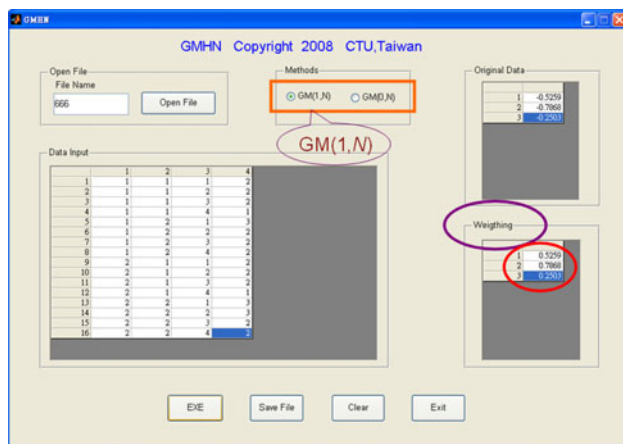 GMHN
GMHN Copyright 2008 CTU,Taiwan
Open File
File Name
666
Open File
Methods
GM(1,N)
GM(0,N)
GM(1,N)
Original Data
1 -0.5259
2 -0.7868
3 -0.2503
Data Input
1 2 3 4
1 1 1 1 2
2 1 1 2 2
3 1 1 3 2
4 1 1 4 1
5 1 2 1 3
6 1 2 2 2
7 1 2 3 2
8 1 2 4 2
9 2 1 1 2
10 2 1 2 2
11 2 1 3 2
12 2 1 4 1
13 2 2 1 3
14 2 2 2 3
15 2 2 3 2
16 2 2 4 2
Weigthing
1 0.5259
2 0.7868
3 0.2503
EXE
Save File
Clear
Exit